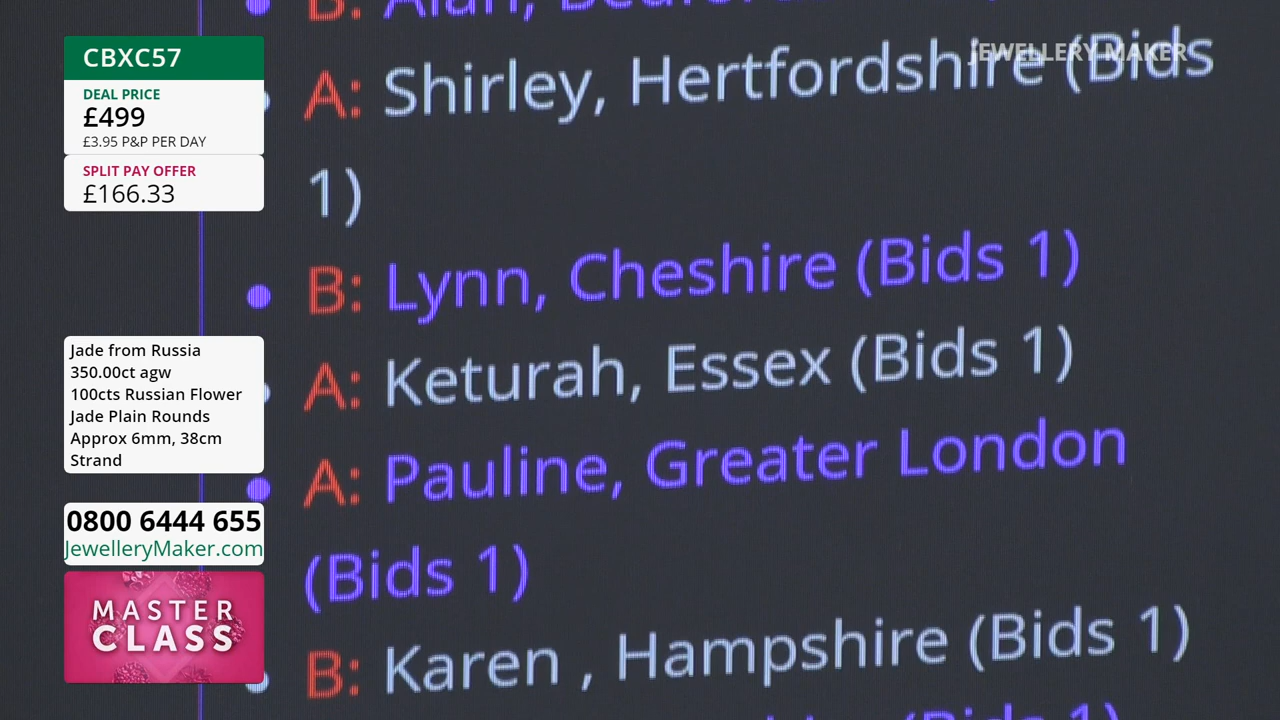 B: Alan,
JEWELLERY MAKER
CBXC57
DEAL PRICE
£499
£3.95 P&P PER DAY
SPLIT PAY OFFER
£166.33
A: Shirley, Hertfordshire (Bids
1)
B: Lynn, Cheshire (Bids 1)
A: Keturah, Essex (Bids 1)
A: Pauline, Greater London
(Bids 1)
B: Karen , Hampshire (Bids 1)
(Bids 1)
Jade from Russia
350.00ct agw
100cts Russian Flower
Jade Plain Rounds
Approx 6mm, 38cm
Strand
0800 6444 655
JewelleryMaker.com
MASTER
CLASS